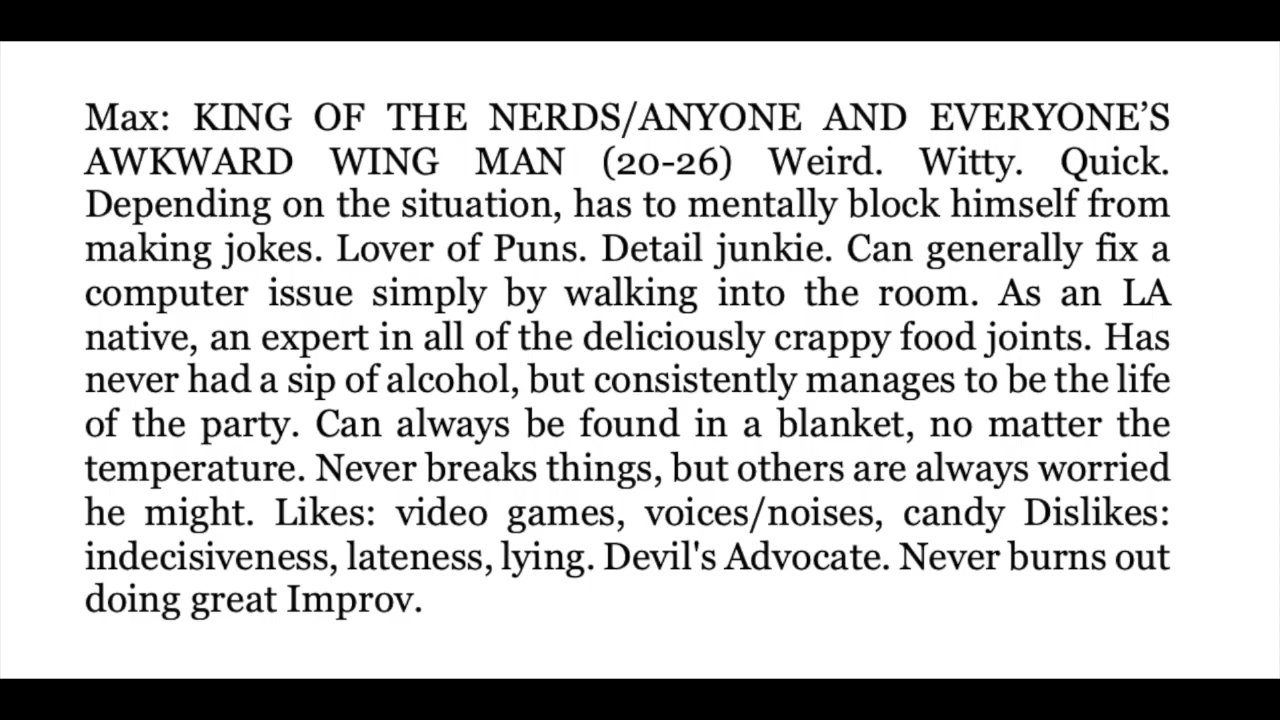 Max: KING OF THE NERDS/ANYONE AND EVERYONE’S
AWKWARD WING MAN (20-26) Weird. Witty. Quick.
Depending on the situation, has to mentally block himself from
making jokes. Lover of Puns. Detail junkie. Can generally fix a
computer issue simply by walking into the room. As an LA
native, an expert in all of the deliciously crappy food joints. Has
never had a sip of alcohol, but consistently manages to be the life
of the party. Can always be found in a blanket, no matter the
temperature. Never breaks things, but others are always worried
he might. Likes: video games, voices/noises, candy Dislikes:
indecisiveness, lateness, lying. Devil's Advocate. Never burns out
doing great Improv.